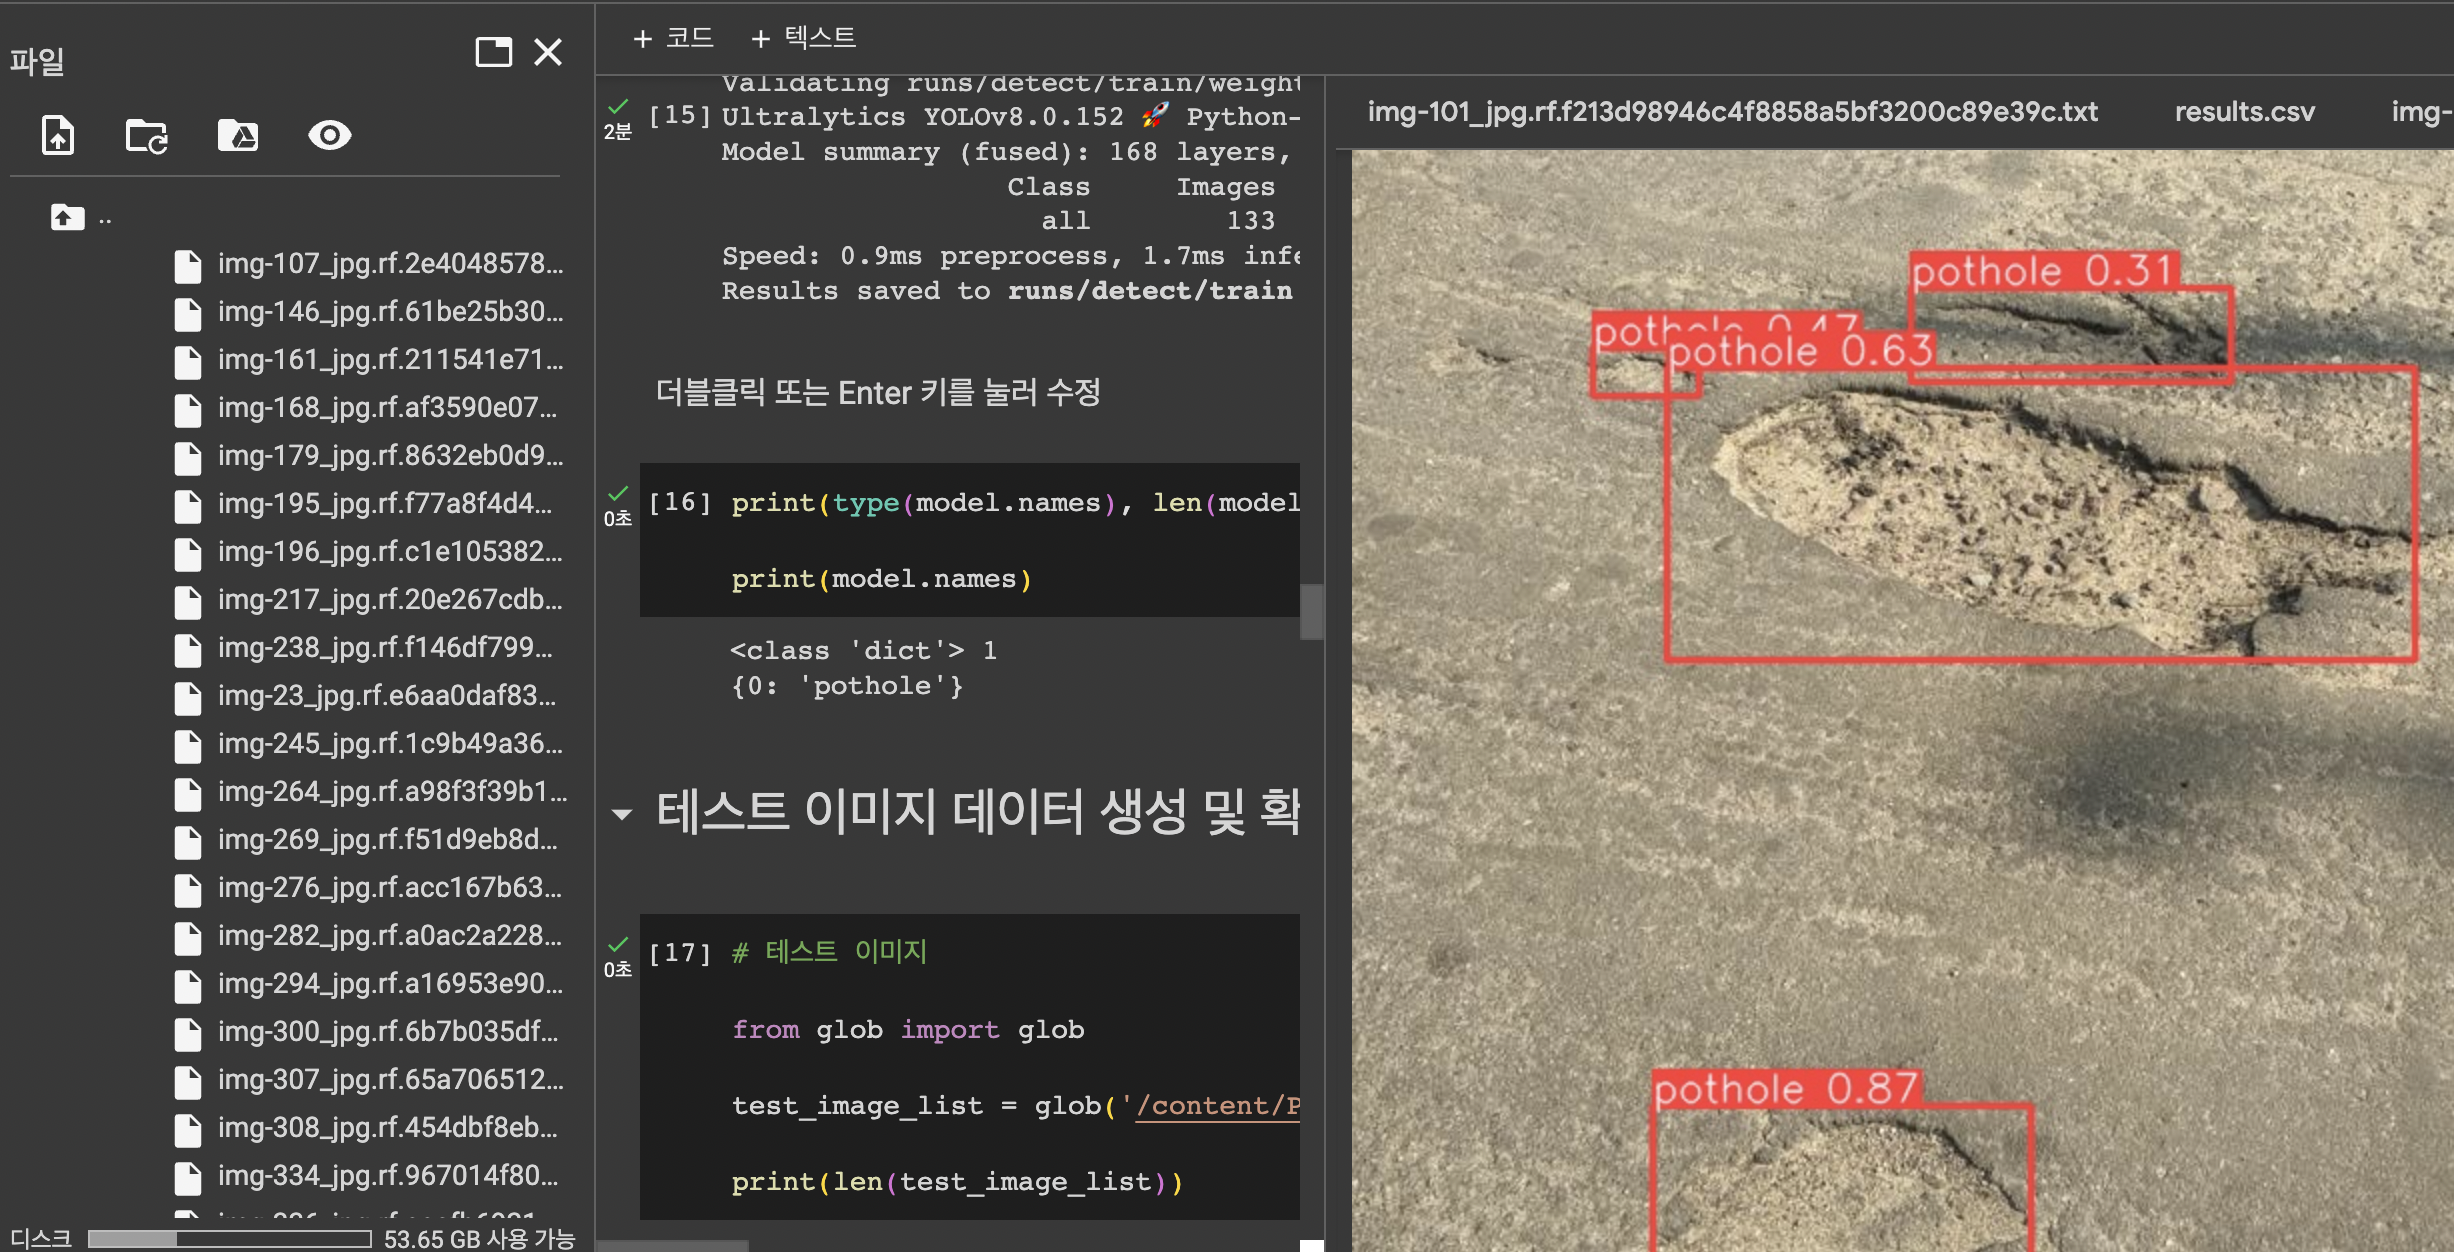 파일
..
img-107_jpg.rf.2e4048578...
img-146_jpg.rf.61be25b30...
img-161_jpg.rf.211541e71...
img-168_jpg.rf.af3590e07...
img-179_jpg.rf.8632eb0d9...
img-195_jpg.rf.f77a8f4d4...
img-196_jpg.rf.c1e105382...
img-217_jpg.rf.20e267cdb...
img-238_jpg.rf.f146df799...
img-23_jpg.rf.e6aa0daf83...
img-245_jpg.rf.1c9b49a36...
img-264_jpg.rf.a98f3f39b1...
img-269_jpg.rf.f51d9eb8d...
img-276_jpg.rf.acc167b63...
img-282_jpg.rf.a0ac2a228...
img-294_jpg.rf.a16953e90...
img-300_jpg.rf.6b7b035df...
img-307_jpg.rf.65a706512...
img-308_jpg.rf.454dbf8eb...
img-334_jpg.rf.967014f80...
디스크 53.65 GB 사용 가능
+ 코드 + 텍스트
Validating runs/detect/train/weight
[15] Ultralytics YOLOv8.0.152 🚀 Python-
2분
Model summary (fused): 168 layers,
Class Images
all 133
Speed: 0.9ms preprocess, 1.7ms infe
Results saved to runs/detect/train
더블클릭 또는 Enter 키를 눌러 수정
[16] print(type(model.names), len(model
0초
print(model.names)
<class 'dict'> 1
{0: 'pothole'}
테스트 이미지 데이터 생성 및 확
[17] # 테스트 이미지
0초
from glob import glob
test_image_list = glob('/content/P
print(len(test_image_list))
img-101_jpg.rf.f213d98946c4f8858a5bf3200c89e39c.txt results.csv img-
pothole 0.31
pothole 0.47
pothole 0.63
pothole 0.87